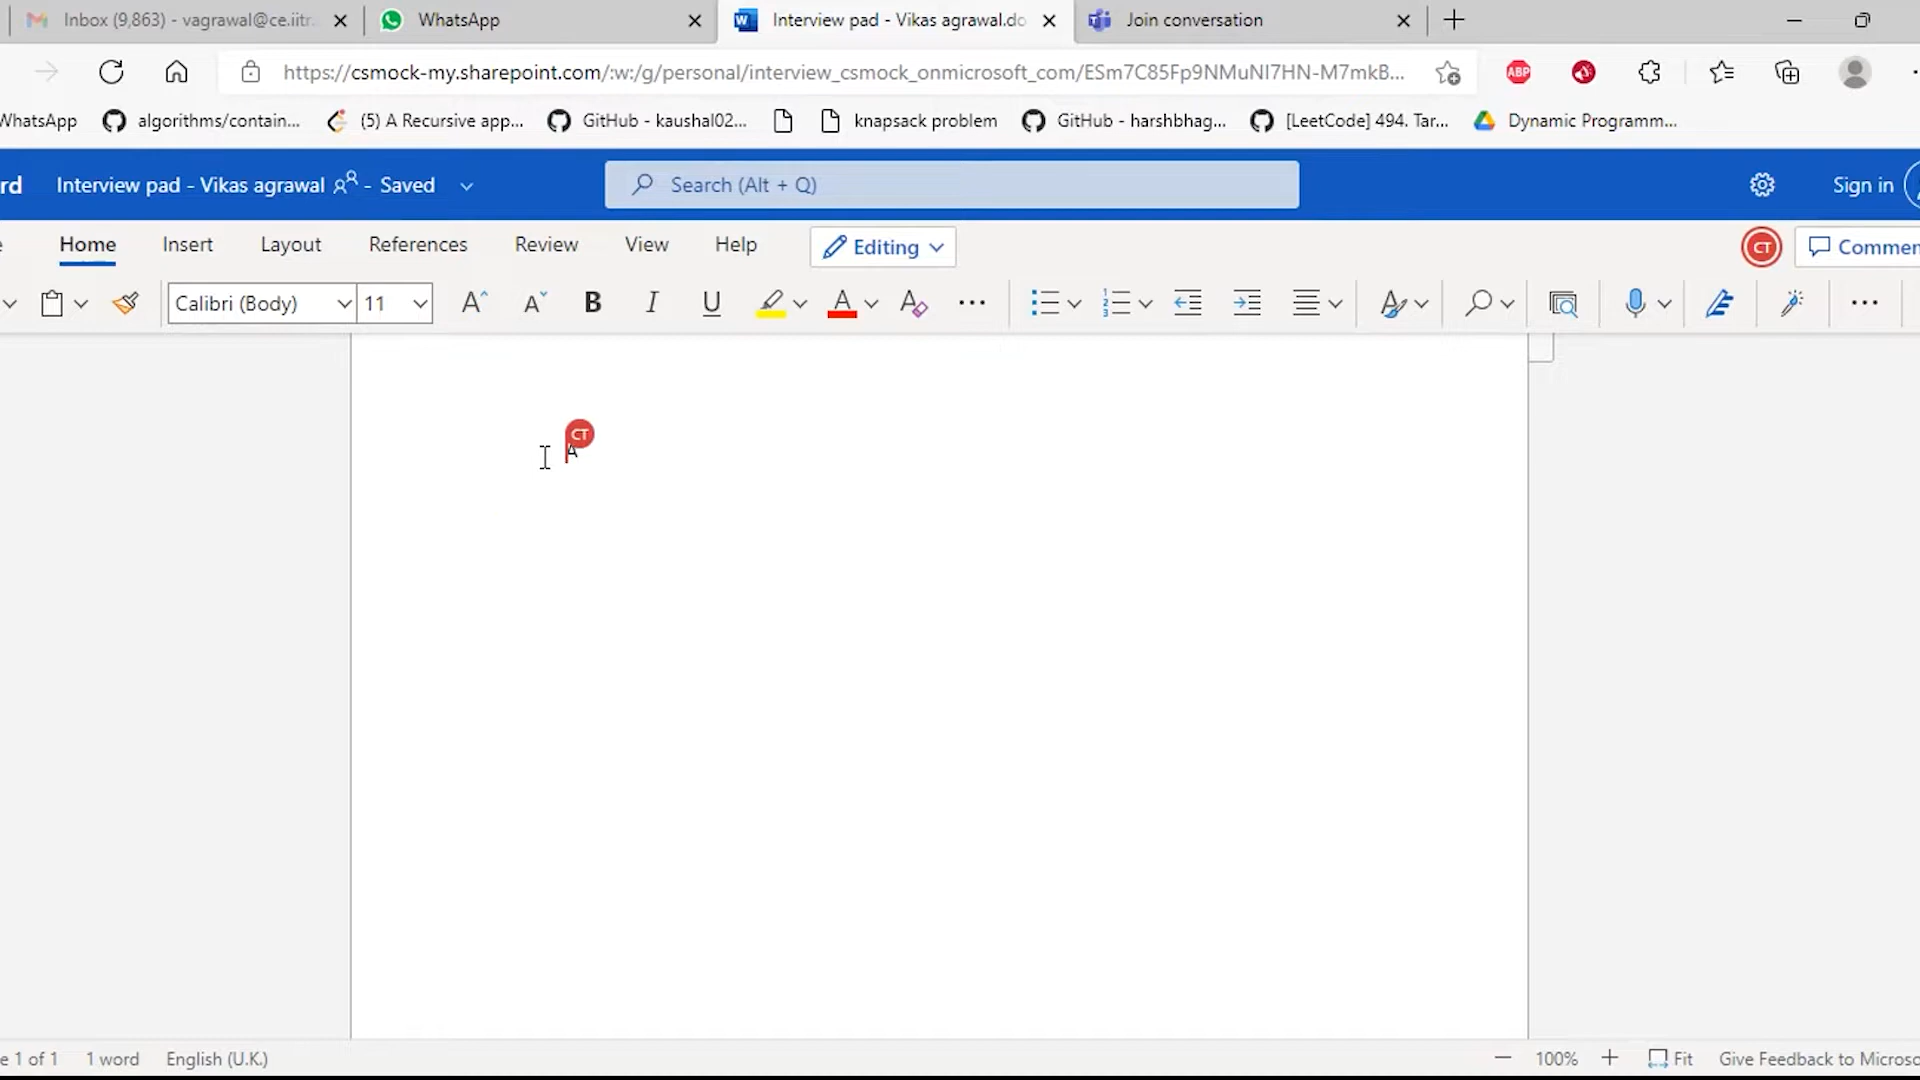 Inbox (9,863) - vagrawal@ce.iitr. WhatsApp Interview pad - Vikas agrawal.do Join conversation
https://csmock-my.sharepoint.com/:w:/g/personal/interview_csmock_onmicrosoft_com/ESm7C85Fp9NMuNI7HN-M7mkB... ABP
WhatsApp algorithms/contain... (5) A Recursive app... GitHub - kaushal02... knapsack problem GitHub - harshbhag... [LeetCode] 494. Tar... Dynamic Programm...
rd Interview pad - Vikas agrawal - Saved Search (Alt + Q) Sign in
e Home Insert Layout References Review View Help Editing CT Commen
Calibri (Body) 11 A A B I U A A
CT
A
e 1 of 1 1 word English (U.K.) 100% Fit Give Feedback to Microso